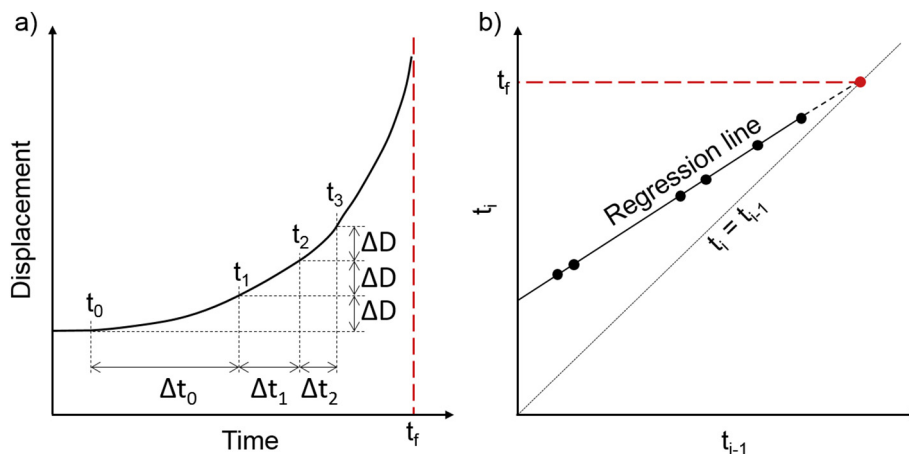 a)
Displacement
t0
t1
t2
t3
ΔD
ΔD
ΔD
Δt0
Δt1
Δt2
Time
tf
b)
tf
ti
Regression line
ti = ti-1
ti-1